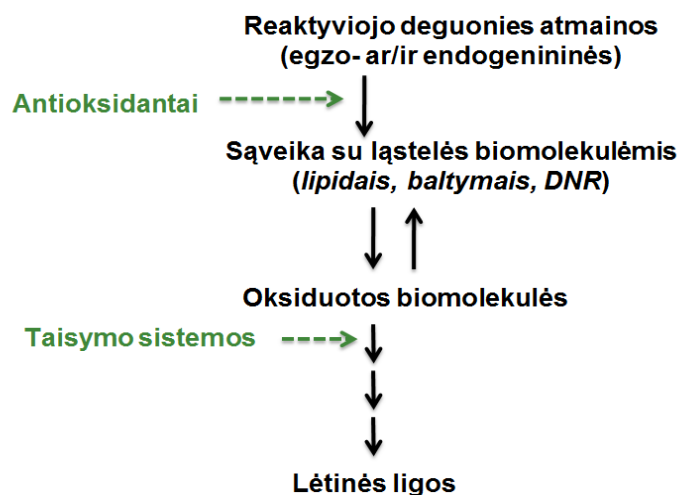 Reaktyviojo deguonies atmainos
(egzo- ar/ir endogenininės)
Antioksidantai
Sąveika su ląstelės biomolekulėmis
(lipidais, baltymais, DNR)
Oksiduotos biomolekulės
Taisymo sistemos
Lėtinės ligos